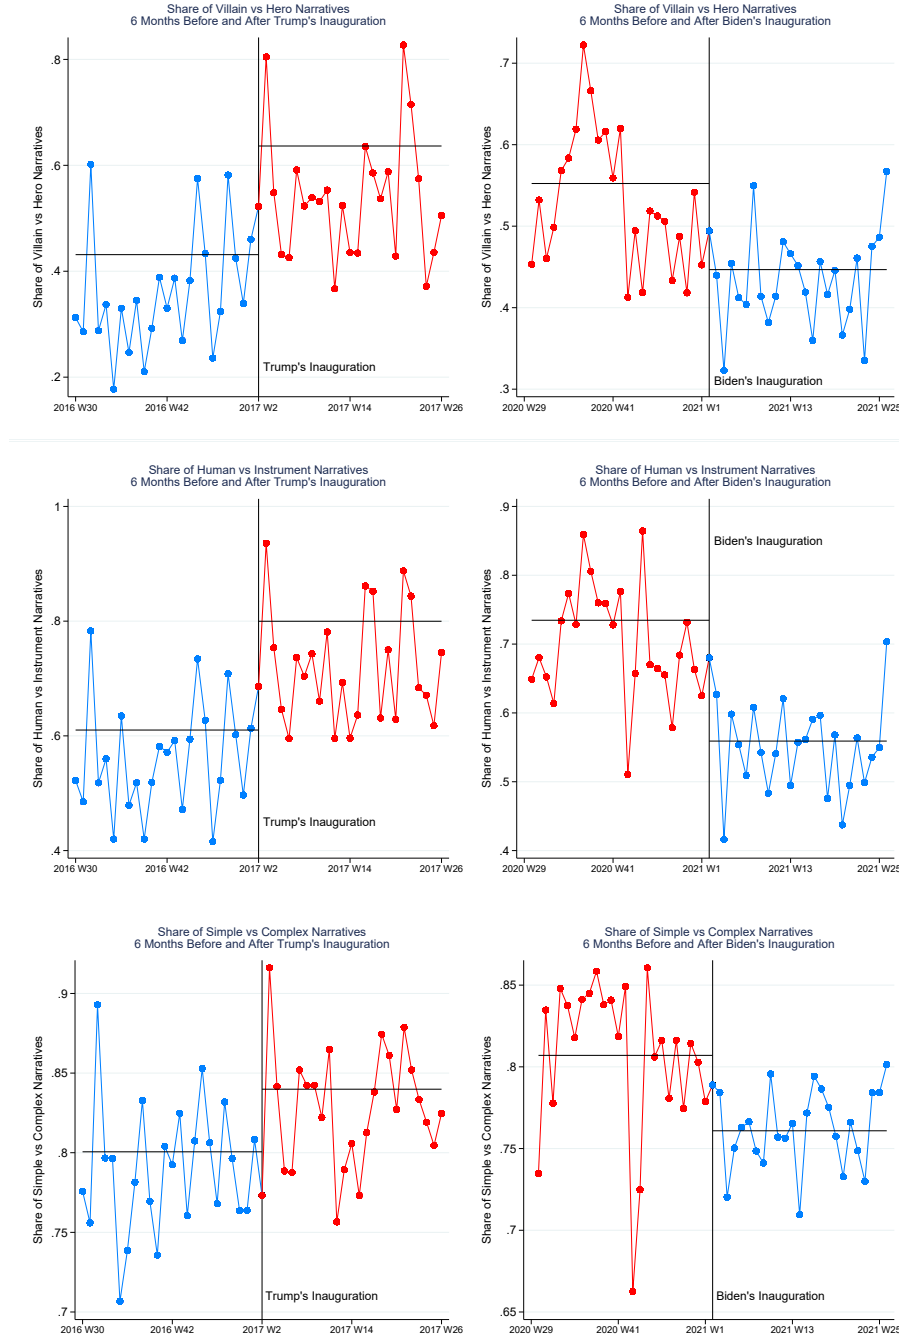 Share of Villain vs Hero Narratives
6 Months Before and After Trump's Inauguration
Share of Villain vs Hero Narratives
.8
.6
.4
.2
Trump's Inauguration
2016 W30
2016 W42
2017 W2
2017 W14
2017 W26
Share of Villain vs Hero Narratives
6 Months Before and After Biden's Inauguration
Share of Villain vs Hero Narratives
.7
.6
.5
.4
.3
Biden's Inauguration
2020 W29
2020 W41
2021 W1
2021 W13
2021 W25
Share of Human vs Instrument Narratives
6 Months Before and After Trump's Inauguration
Share of Human vs Instrument Narratives
1
.8
.6
.4
Trump's Inauguration
2016 W30
2016 W42
2017 W2
2017 W14
2017 W26
Share of Human vs Instrument Narratives
6 Months Before and After Biden's Inauguration
Share of Human vs Instrument Narratives
.9
.8
.7
.6
.5
.4
Biden's Inauguration
2020 W29
2020 W41
2021 W1
2021 W13
2021 W25
Share of Simple vs Complex Narratives
6 Months Before and After Trump's Inauguration
Share of Simple vs Complex Narratives
.9
.85
.8
.75
.7
Trump's Inauguration
2016 W30
2016 W42
2017 W2
2017 W14
2017 W26
Share of Simple vs Complex Narratives
6 Months Before and After Biden's Inauguration
Share of Simple vs Complex Narratives
.85
.8
.75
.7
.65
Biden's Inauguration
2020 W29
2020 W41
2021 W1
2021 W13
2021 W25